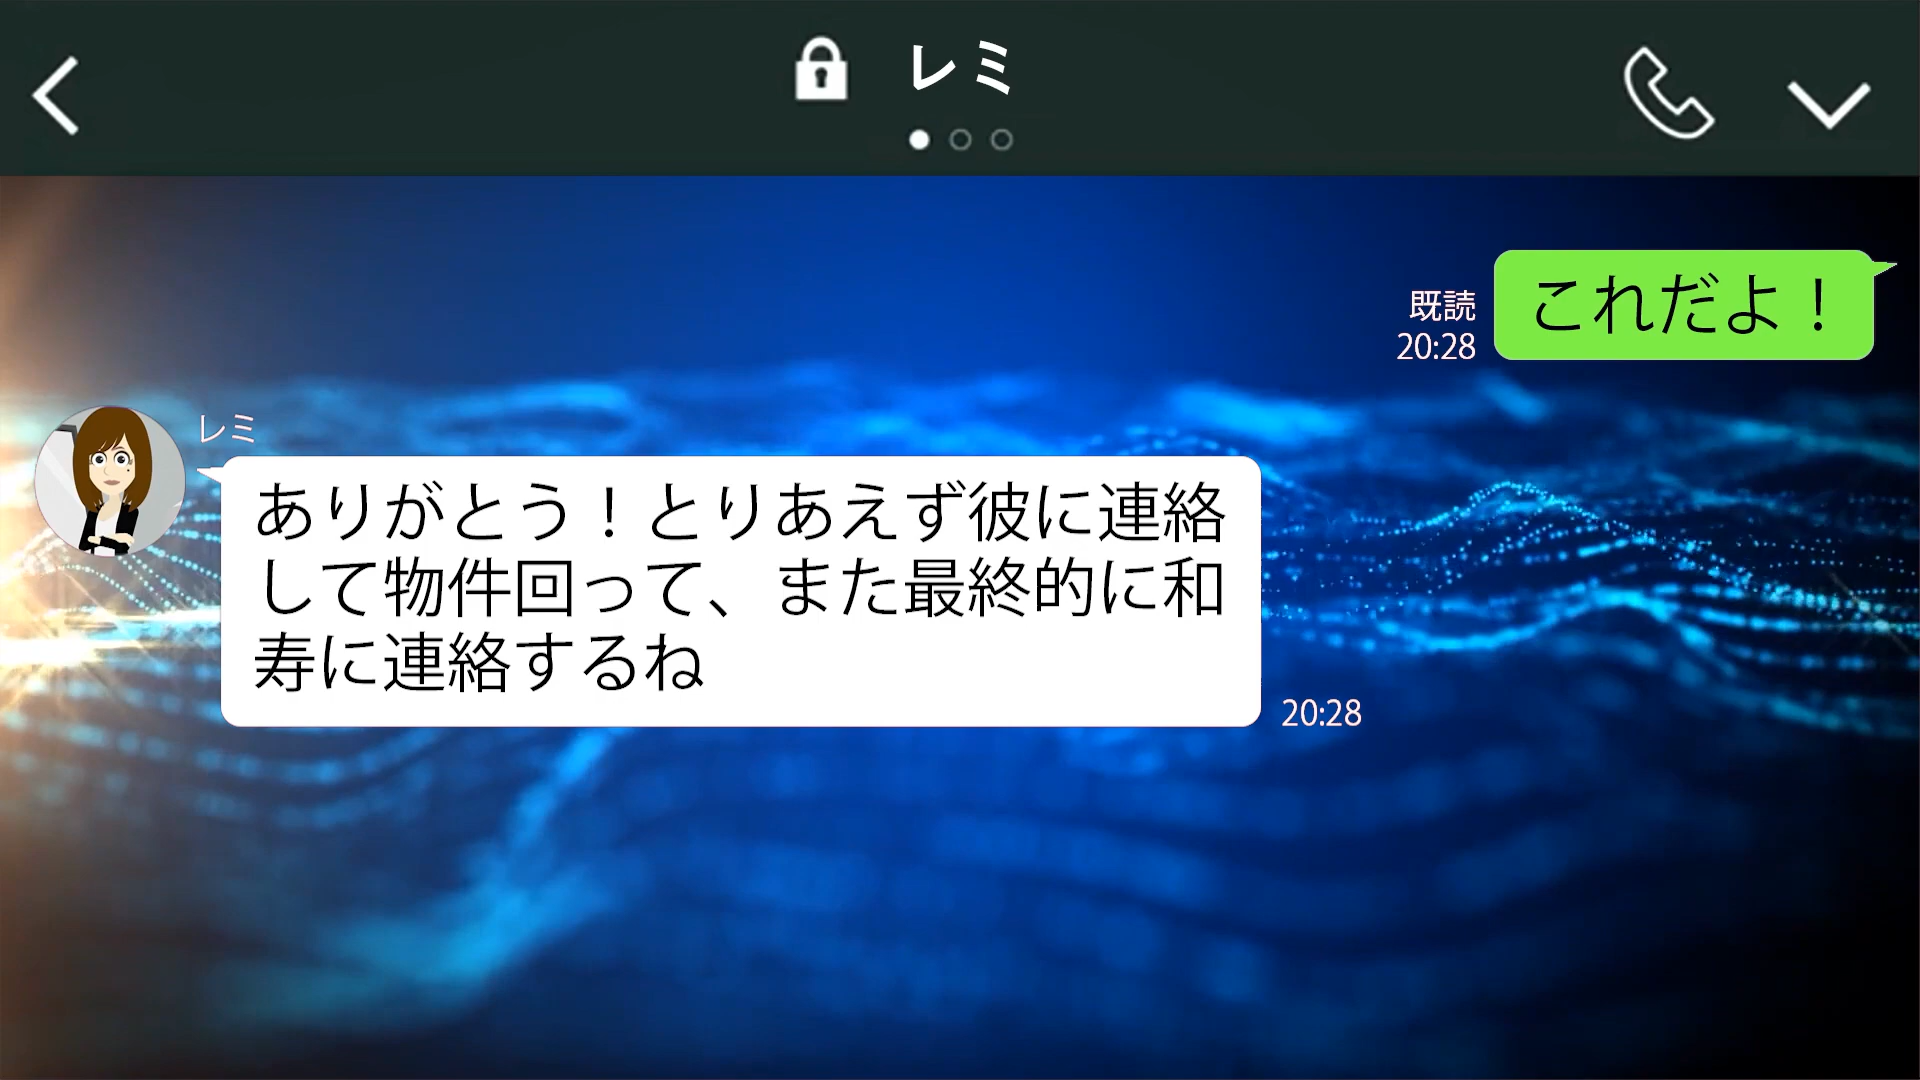 レミ
これだよ！
既読
20:28
レミ
ありがとう！とりあえず彼に連絡
して物件回って、また最終的に和
寿に連絡するね
20:28